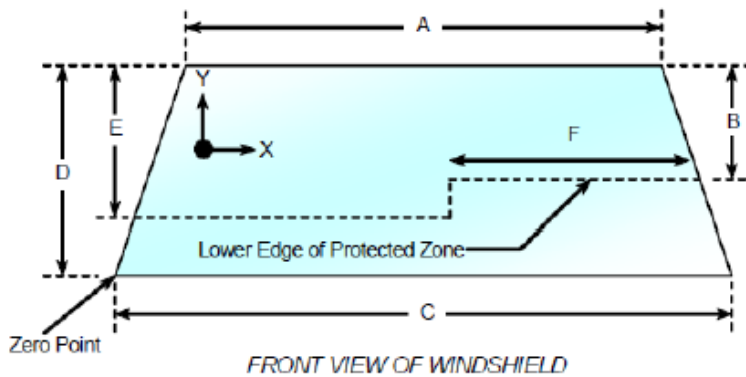 A
Y
E
B
X
F
D
Lower Edge of Protected Zone
C
Zero Point
FRONT VIEW OF WINDSHIELD